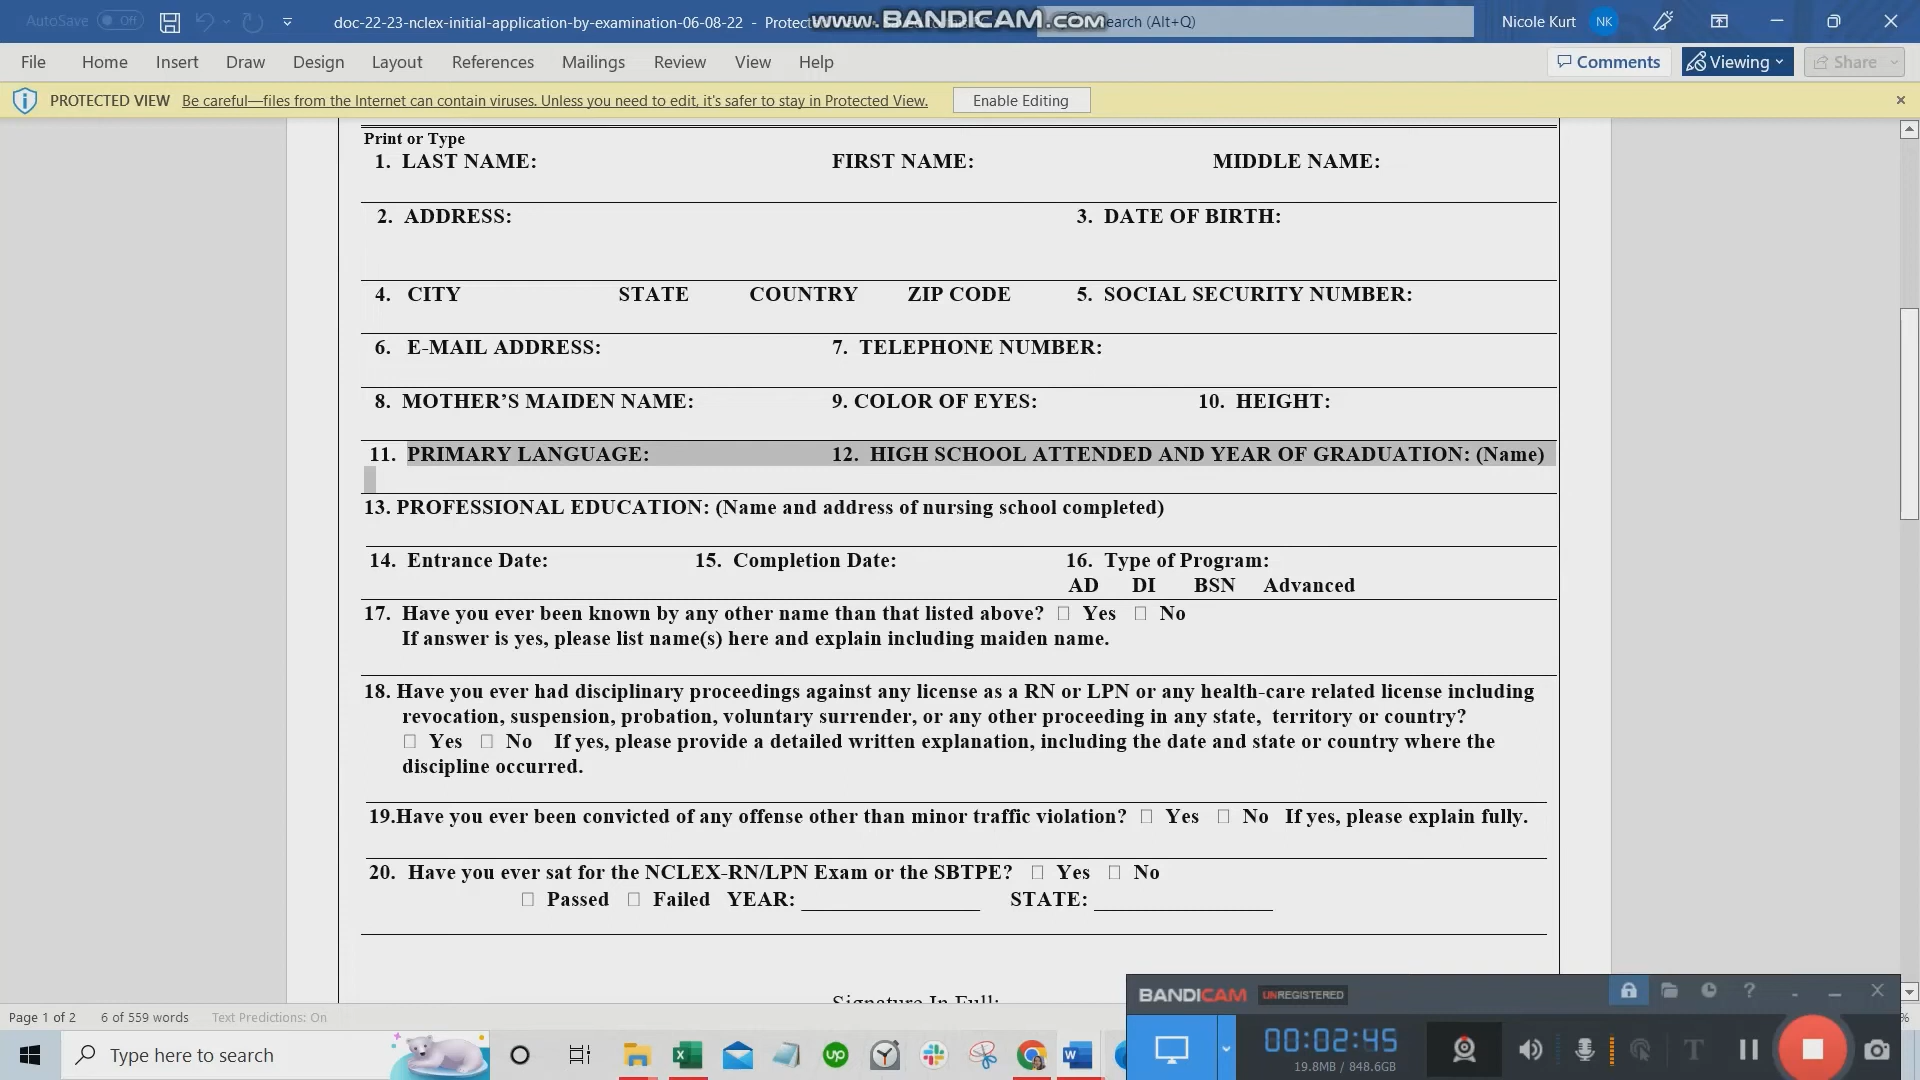 AutoSave Off doc-22-23-nclex-initial-application-by-examination-06-08-22 - Protect www.BANDICAM.com earch (Alt+Q) Nicole Kurt NK
File Home Insert Draw Design Layout References Mailings Review View Help Comments Viewing Share
PROTECTED VIEW Be careful—files from the Internet can contain viruses. Unless you need to edit, it's safer to stay in Protected View. Enable Editing
Print or Type
1. LAST NAME: FIRST NAME: MIDDLE NAME:
2. ADDRESS: 3. DATE OF BIRTH:
4. CITY STATE COUNTRY ZIP CODE 5. SOCIAL SECURITY NUMBER:
6. E-MAIL ADDRESS: 7. TELEPHONE NUMBER:
8. MOTHER’S MAIDEN NAME: 9. COLOR OF EYES: 10. HEIGHT:
11. PRIMARY LANGUAGE: 12. HIGH SCHOOL ATTENDED AND YEAR OF GRADUATION: (Name)
13. PROFESSIONAL EDUCATION: (Name and address of nursing school completed)
14. Entrance Date: 15. Completion Date: 16. Type of Program:
AD DI BSN Advanced
17. Have you ever been known by any other name than that listed above? □ Yes □ No
If answer is yes, please list name(s) here and explain including maiden name.
18. Have you ever had disciplinary proceedings against any license as a RN or LPN or any health-care related license including
revocation, suspension, probation, voluntary surrender, or any other proceeding in any state, territory or country?
□ Yes □ No If yes, please provide a detailed written explanation, including the date and state or country where the
discipline occurred.
19.Have you ever been convicted of any offense other than minor traffic violation? □ Yes □ No If yes, please explain fully.
20. Have you ever sat for the NCLEX-RN/LPN Exam or the SBTPE? □ Yes □ No
□ Passed □ Failed YEAR: ________ STATE: ________
Signature In Full:
BANDICAM UNREGISTERED
Page 1 of 2 6 of 559 words Text Predictions: On %
Type here to search
00:02:45
19.8MB / 848.6GB